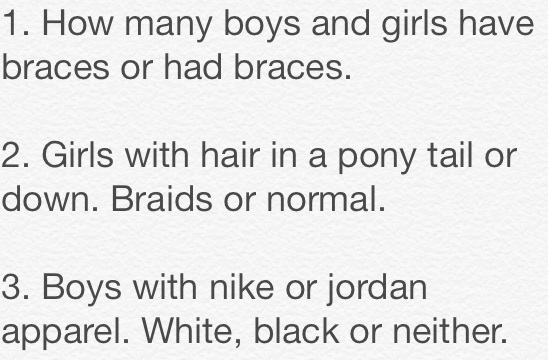 1. How many boys and girls have
braces or had braces.
2. Girls with hair in a pony tail or
down. Braids or normal.
3. Boys with nike or jordan
apparel. White, black or neither.